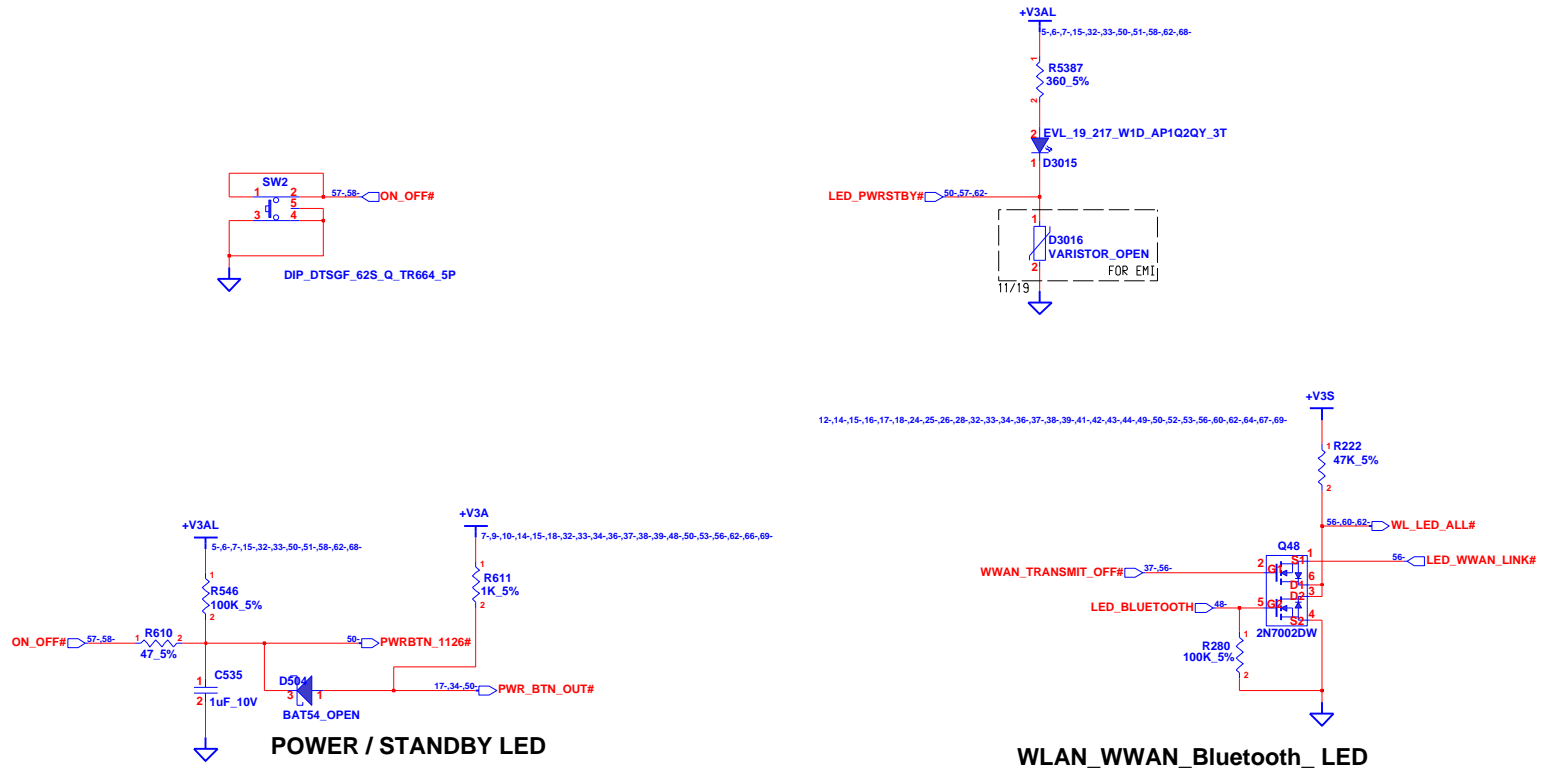 +V3AL
5-,6-,7-,15-,32-,33-,50-,51-,58-,62-,68-
1
R5387
360_5%
2
2
EVL_19_217_W1D_AP1Q2QY_3T
1
D3015
LED_PWRSTBY#
50-,57-,62-
1
D3016
VARISTOR_OPEN
2
FOR EMI
11/19
SW2
1
2
57-,58-
ON_OFF#
5
3
4
DIP_DTSGF_62S_Q_TR664_5P
+V3AL
5-,6-,7-,15-,32-,33-,50-,51-,58-,62-,68-
1
R546
100K_5%
2
ON_OFF#
57-,58-
1
R610
2
47_5%
50-
PWRBTN_1126#
1
C535
2
1uF_10V
D504
3
1
BAT54_OPEN
17-,34-,50-
PWR_BTN_OUT#
+V3A
7-,9-,10-,14-,15-,18-,32-,33-,34-,36-,37-,38-,39-,48-,50-,53-,56-,62-,66-,69-
1
R611
1K_5%
2
POWER / STANDBY LED
+V3S
12-,14-,15-,16-,17-,18-,24-,25-,26-,28-,32-,33-,34-,36-,37-,38-,39-,41-,42-,43-,44-,49-,50-,52-,53-,56-,60-,62-,64-,67-,69-
1
R222
47K_5%
2
56-,60-,62-
WL_LED_ALL#
Q48
1
S1
56-
LED_WWAN_LINK#
WWAN_TRANSMIT_OFF#
37-,56-
2
G1
6
D1
3
D2
LED_BLUETOOTH
48-
5
G2
4
S2
2N7002DW
1
R280
100K_5%
2
WLAN_WWAN_Bluetooth_ LED